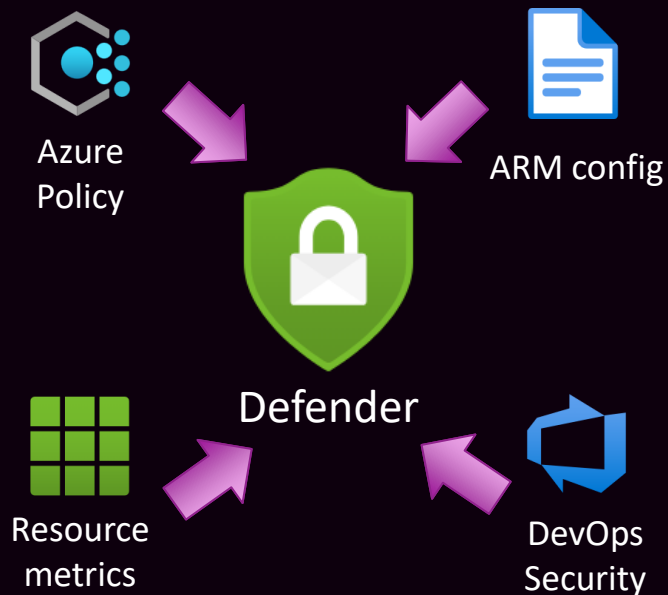 Azure
Policy
ARM config
Defender
Resource
metrics
DevOps
Security